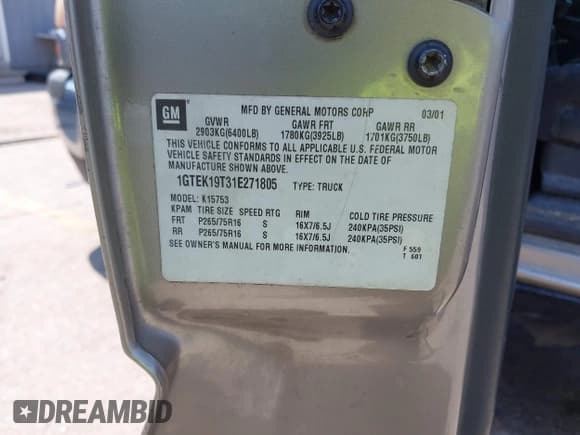 GM
MFD BY GENERAL MOTORS CORP 03/01
GVWR GAWR FRT GAWR RR
2903KG(6400LB) 1780KG(3925LB) 1701KG(3750LB)
THIS VEHICLE CONFORMS TO ALL APPLICABLE U.S. FEDERAL MOTOR
VEHICLE SAFETY STANDARDS IN EFFECT ON THE DATE OF
MANUFACTURE SHOWN ABOVE.
1GTEK19T31E271805 TYPE: TRUCK
MODEL: K15753
KPAM TIRE SIZE SPEED RTG RIM COLD TIRE PRESSURE
FRT P265/75R16 S 16X7/6.5J 240KPA(35PSI)
RR P265/75R16 S 16X7/6.5J 240KPA(35PSI)
SEE OWNER'S MANUAL FOR MORE INFORMATION.
F 559
T 601
DREAMBID